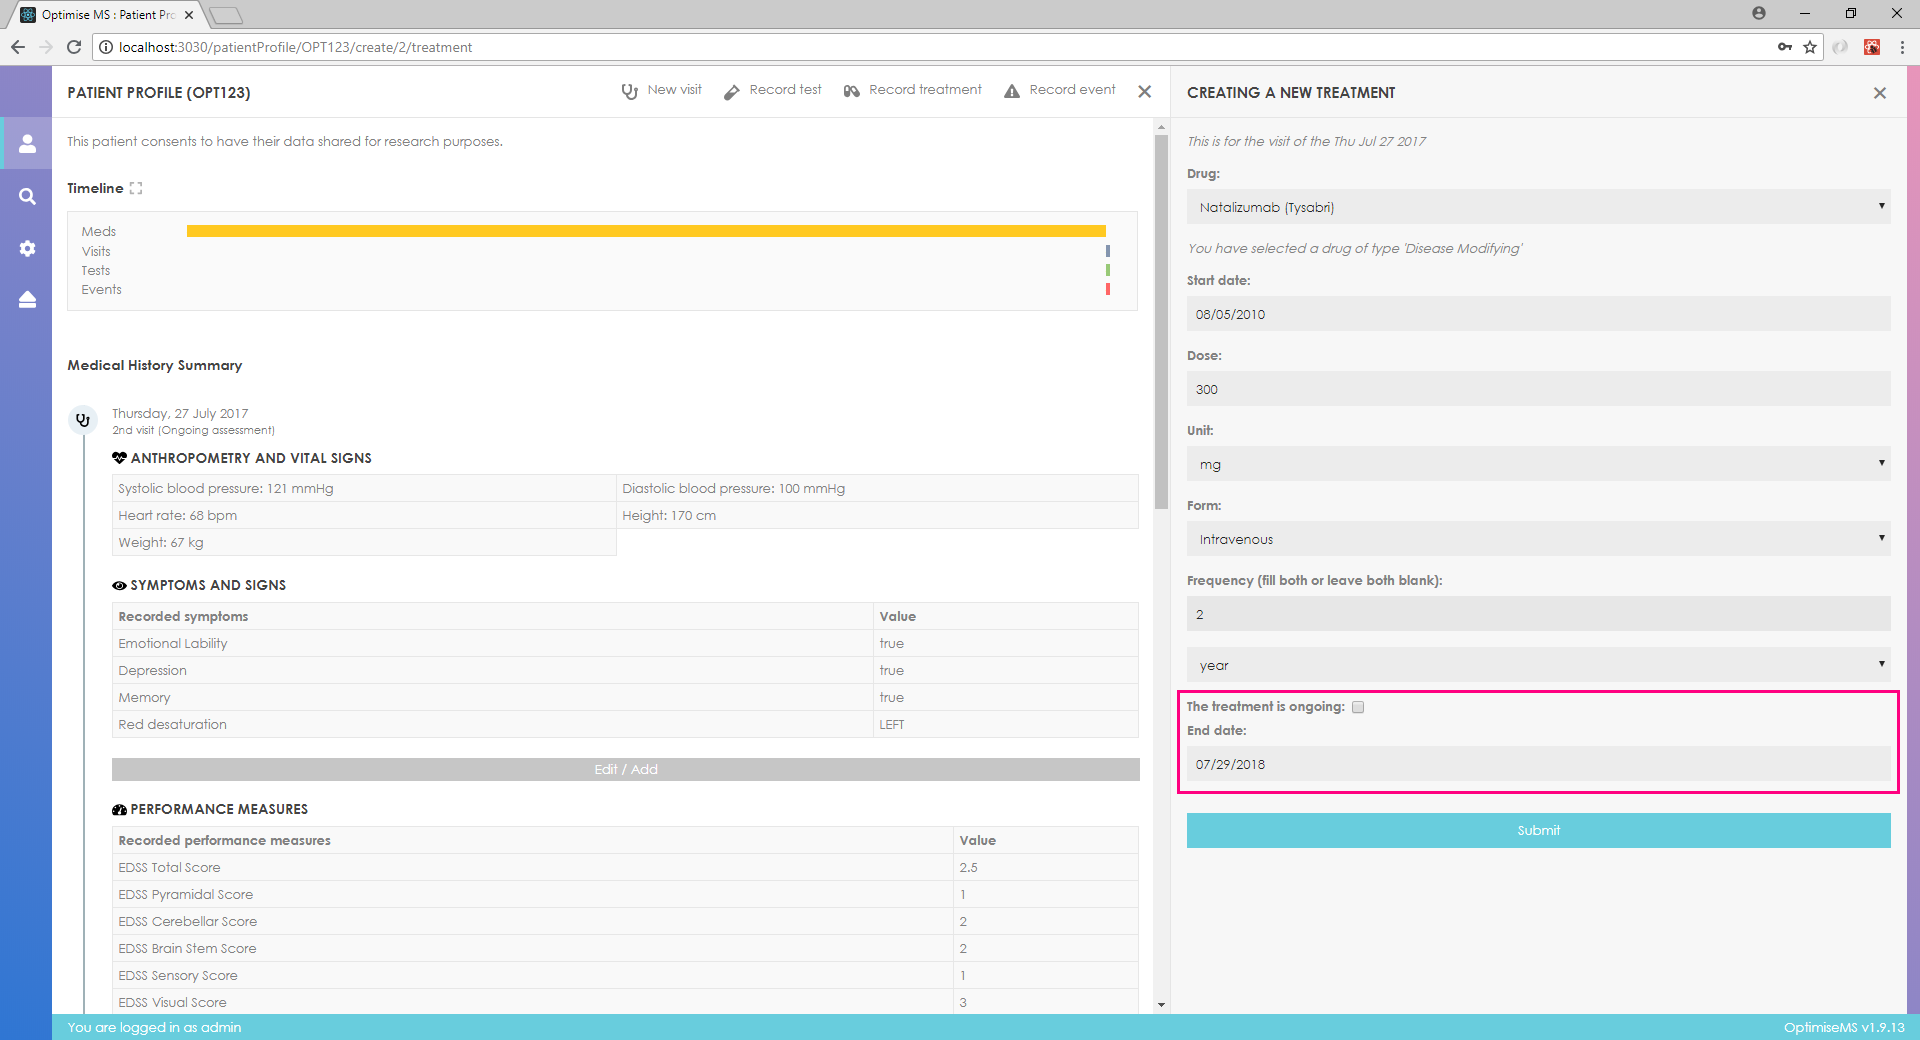 Optimise MS : Patient Pro
localhost:3030/patientProfile/OPT123/create/2/treatment
PATIENT PROFILE (OPT123)
New visit
Record test
Record treatment
Record event
This patient consents to have their data shared for research purposes.
Timeline
Meds
Visits
Tests
Events
Medical History Summary
Thursday, 27 July 2017
2nd visit (Ongoing assessment)
ANTHROPOMETRY AND VITAL SIGNS
Systolic blood pressure: 121 mmHg Diastolic blood pressure: 100 mmHg
Heart rate: 68 bpm Height: 170 cm
Weight: 67 kg
SYMPTOMS AND SIGNS
Recorded symptoms Value
Emotional Lability true
Depression true
Memory true
Red desaturation LEFT
Edit / Add
PERFORMANCE MEASURES
Recorded performance measures Value
EDSS Total Score 2.5
EDSS Pyramidal Score 1
EDSS Cerebellar Score 2
EDSS Brain Stem Score 2
EDSS Sensory Score 1
EDSS Visual Score 3
CREATING A NEW TREATMENT
This is for the visit of the Thu Jul 27 2017
Drug:
Natalizumab (Tysabri)
You have selected a drug of type 'Disease Modifying'
Start date:
08/05/2010
Dose:
300
Unit:
mg
Form:
Intravenous
Frequency (fill both or leave both blank):
2
year
The treatment is ongoing:
End date:
07/29/2018
Submit
You are logged in as admin
OptimiseMS v1.9.13